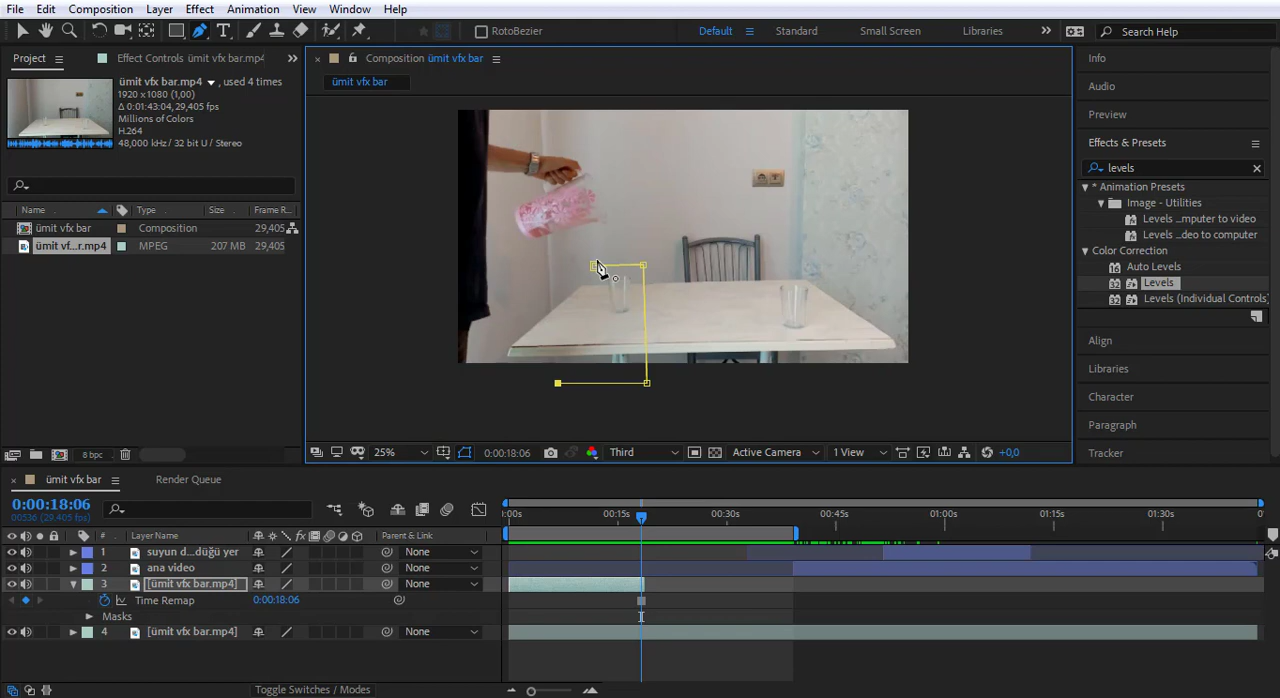 File Edit Composition Layer Effect Animation View Window Help
RotoBezier Default Standard Small Screen Libraries Search Help
Project Effect Controls ümit vfx bar.mp4
Composition ümit vfx bar
ümit vfx bar
ümit vfx bar.mp4 , used 4 times
1920 x 1080 (1,00)
Δ 0:01:43:04, 29,405 fps
Millions of Colors
H.264
48,000 kHz / 32 bit U / Stereo
Name Type Size Frame R...
ümit vfx bar Composition 29,405
ümit vf...r.mp4 MPEG 207 MB 29,405
8 bpc
25% 0:00:18:06 Third Active Camera 1 View +0,0
Info
Audio
Preview
Effects & Presets
levels
* Animation Presets
Image - Utilities
Levels ...mputer to video
Levels ...deo to computer
Color Correction
16 Auto Levels
32 Levels
32 Levels (Individual Controls)
Align
Libraries
Character
Paragraph
Tracker
ümit vfx bar Render Queue
0:00:18:06
00536 (29.405 fps)
:00s 00:15s 00:30s 00:45s 01:00s 01:15s 01:30s
# Layer Name fx Parent & Link
1 suyun d...düğü yer None
2 ana video None
3 [ümit vfx bar.mp4] None
Time Remap 0:00:18:06
Masks
4 [ümit vfx bar.mp4] None
Toggle Switches / Modes